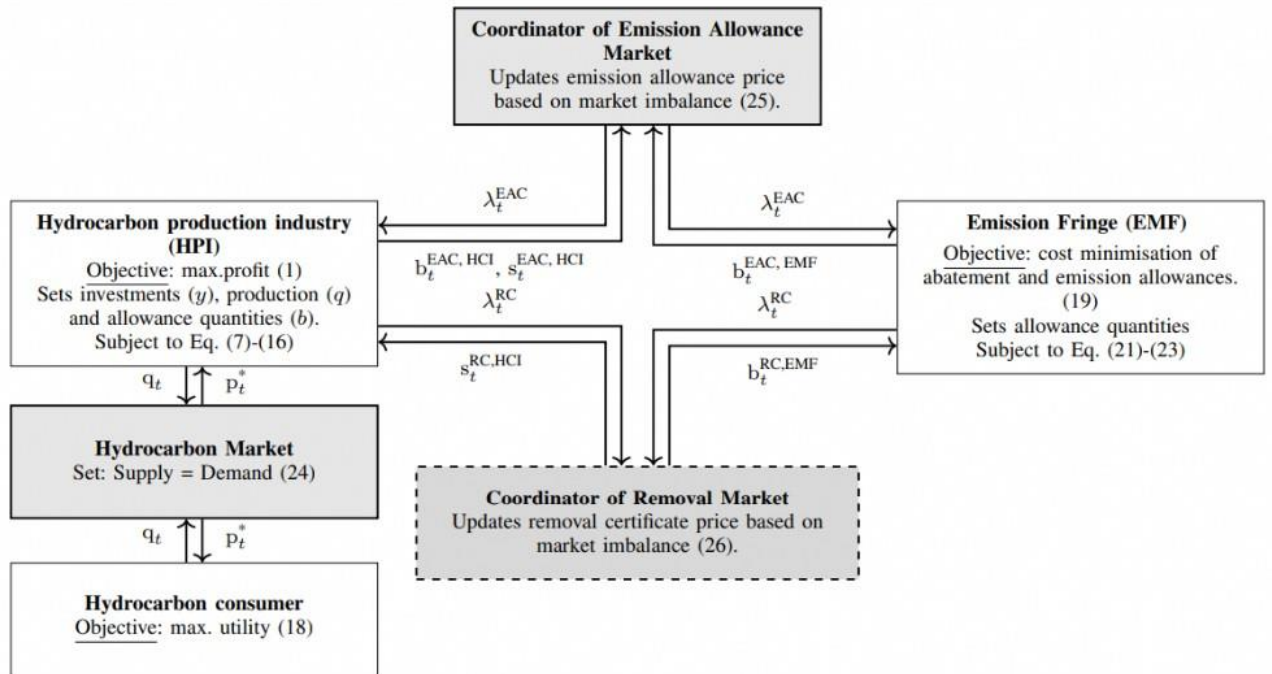 Coordinator of Emission Allowance
Market
Updates emission allowance price
based on market imbalance (25).
λ_t^EAC
λ_t^EAC
Hydrocarbon production industry
(HPI)
Objective: max.profit (1)
Sets investments (y), production (q)
and allowance quantities (b).
Subject to Eq. (7)-(16)
b_t^EAC, HCI, s_t^EAC, HCI
λ_t^RC
s_t^RC,HCI
b_t^EAC, EMF
λ_t^RC
b_t^RC,EMF
Emission Fringe (EMF)
Objective: cost minimisation of
abatement and emission allowances.
(19)
Sets allowance quantities
Subject to Eq. (21)-(23)
q_t
p_t^*
Hydrocarbon Market
Set: Supply = Demand (24)
q_t
p_t^*
Coordinator of Removal Market
Updates removal certificate price based on
market imbalance (26).
Hydrocarbon consumer
Objective: max. utility (18)